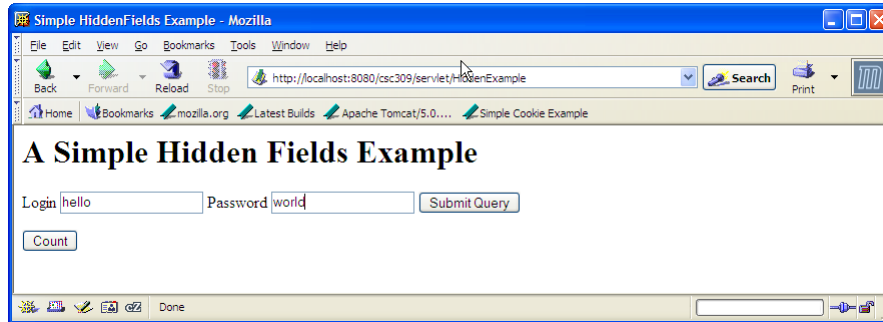 Simple HiddenFields Example - Mozilla
File Edit View Go Bookmarks Tools Window Help
Back Forward Reload Stop http://localhost:8080/csc309/servlet/HiddenExample Search Print
Home Bookmarks mozilla.org Latest Builds Apache Tomcat/5.0.... Simple Cookie Example
A Simple Hidden Fields Example
Login hello Password world Submit Query
Count
Done